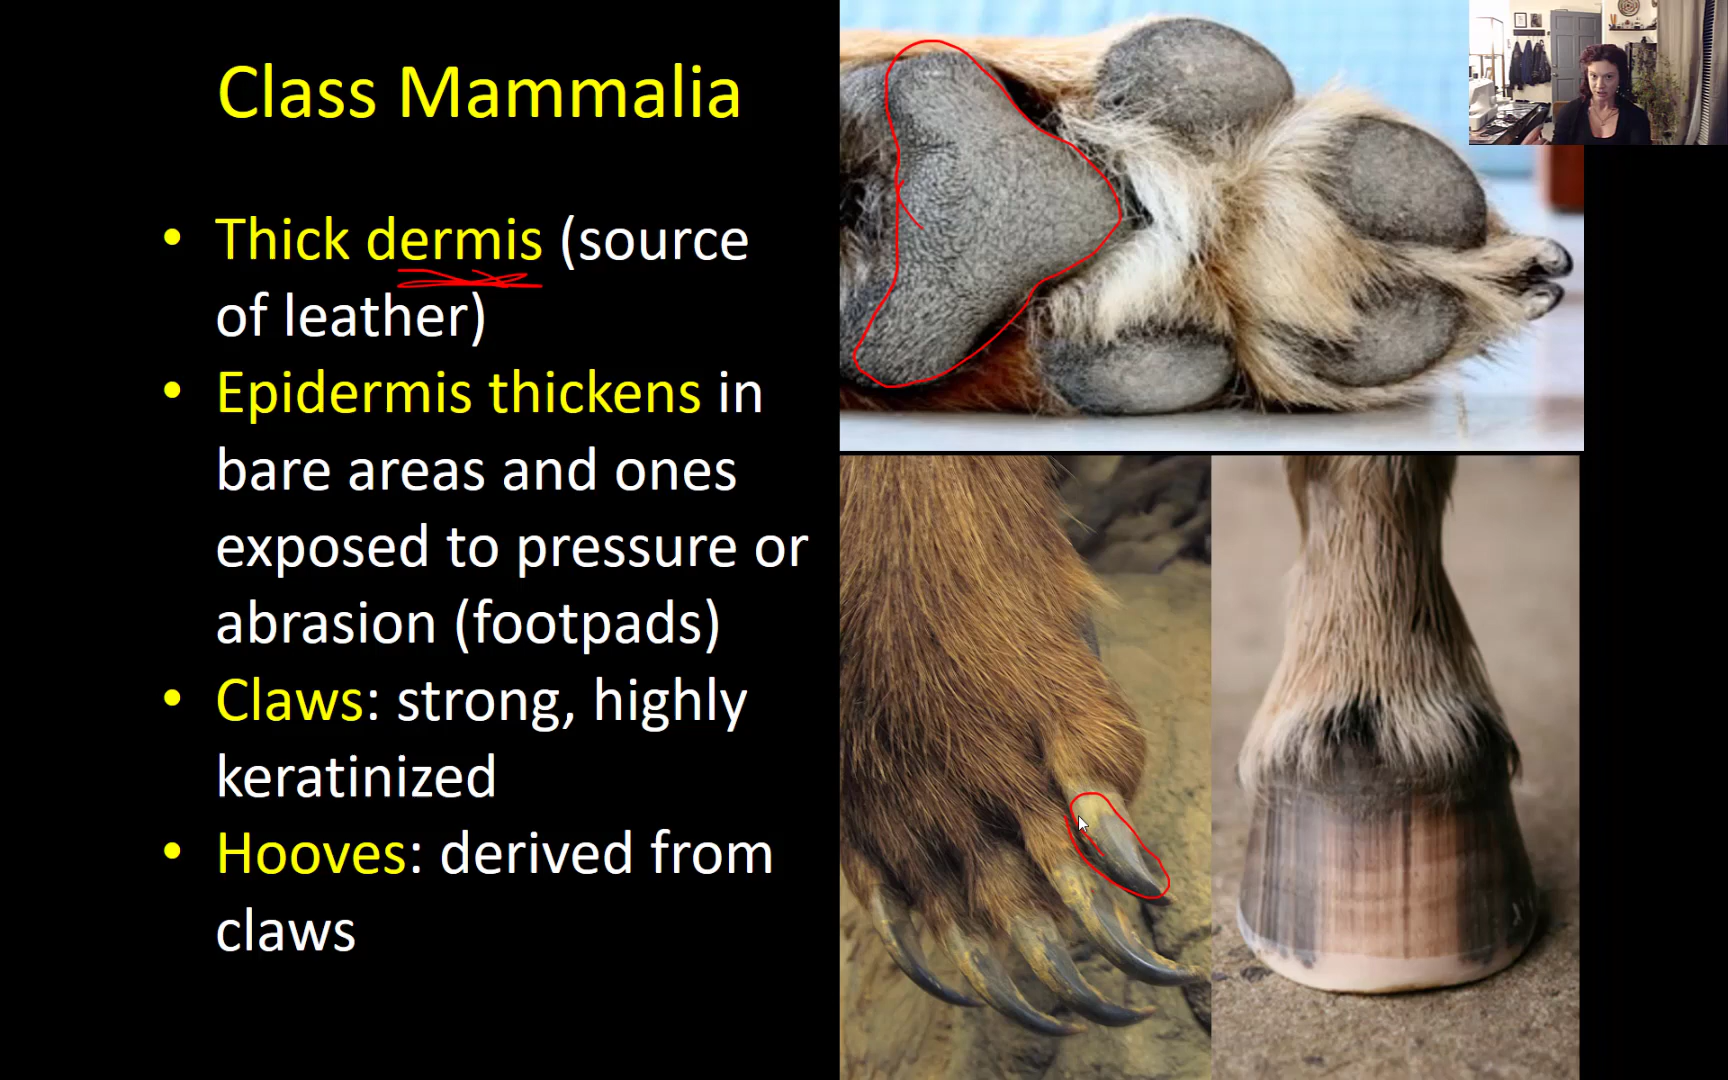 Class Mammalia
• Thick dermis (source
of leather)
• Epidermis thickens in
bare areas and ones
exposed to pressure or
abrasion (footpads)
• Claws: strong, highly
keratinized
• Hooves: derived from
claws